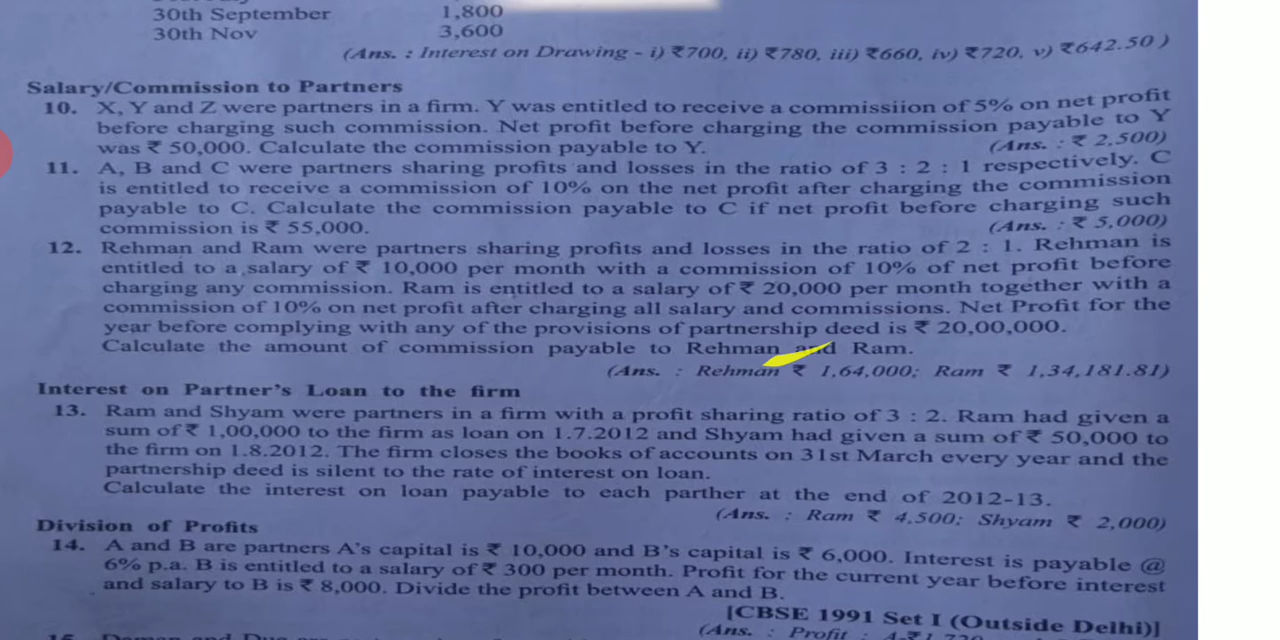 30th September 1,800
30th Nov 3,600
(Ans. : Interest on Drawing - i) ₹700, ii) ₹780, iii) ₹660, iv) ₹720, v) ₹642.50 )
Salary/Commission to Partners
10. X, Y and Z were partners in a firm. Y was entitled to receive a commissiion of 5% on net profit
before charging such commission. Net profit before charging the commission payable to Y
was ₹ 50,000. Calculate the commission payable to Y.
(Ans. : ₹ 2,500)
11. A, B and C were partners sharing profits and losses in the ratio of 3 : 2 : 1 respectively. C
is entitled to receive a commission of 10% on the net profit after charging the commission
payable to C. Calculate the commission payable to C if net profit before charging such
commission is ₹ 55,000.
(Ans. : ₹ 5,000)
12. Rehman and Ram were partners sharing profits and losses in the ratio of 2 : 1. Rehman is
entitled to a salary of ₹ 10,000 per month with a commission of 10% of net profit before
charging any commission. Ram is entitled to a salary of ₹ 20,000 per month together with a
commission of 10% on net profit after charging all salary and commissions. Net Profit for the
year before complying with any of the provisions of partnership deed is ₹ 20,00,000.
Calculate the amount of commission payable to Rehman and Ram.
(Ans. : Rehman ₹ 1,64,000; Ram ₹ 1,34,181.81)
Interest on Partner's Loan to the firm
13. Ram and Shyam were partners in a firm with a profit sharing ratio of 3 : 2. Ram had given a
sum of ₹ 1,00,000 to the firm as loan on 1.7.2012 and Shyam had given a sum of ₹ 50,000 to
the firm on 1.8.2012. The firm closes the books of accounts on 31st March every year and the
partnership deed is silent to the rate of interest on loan.
Calculate the interest on loan payable to each parther at the end of 2012-13.
(Ans. : Ram ₹ 4,500; Shyam ₹ 2,000)
Division of Profits
14. A and B are partners A's capital is ₹ 10,000 and B's capital is ₹ 6,000. Interest is payable @
6% p.a. B is entitled to a salary of ₹ 300 per month. Profit for the current year before interest
and salary to B is ₹ 8,000. Divide the profit between A and B.
[CBSE 1991 Set I (Outside Delhi)]
(Ans. : Profit :